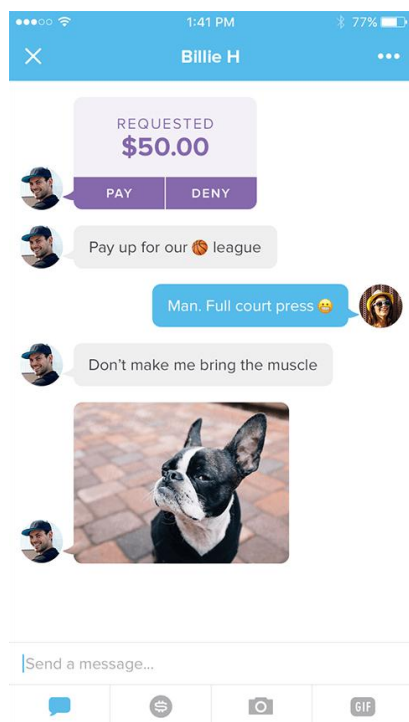 1:41 PM
77%
Billie H
REQUESTED
$50.00
PAY
DENY
Pay up for our 🏀 league
Man. Full court press 😬
Don't make me bring the muscle
Send a message...
GIF